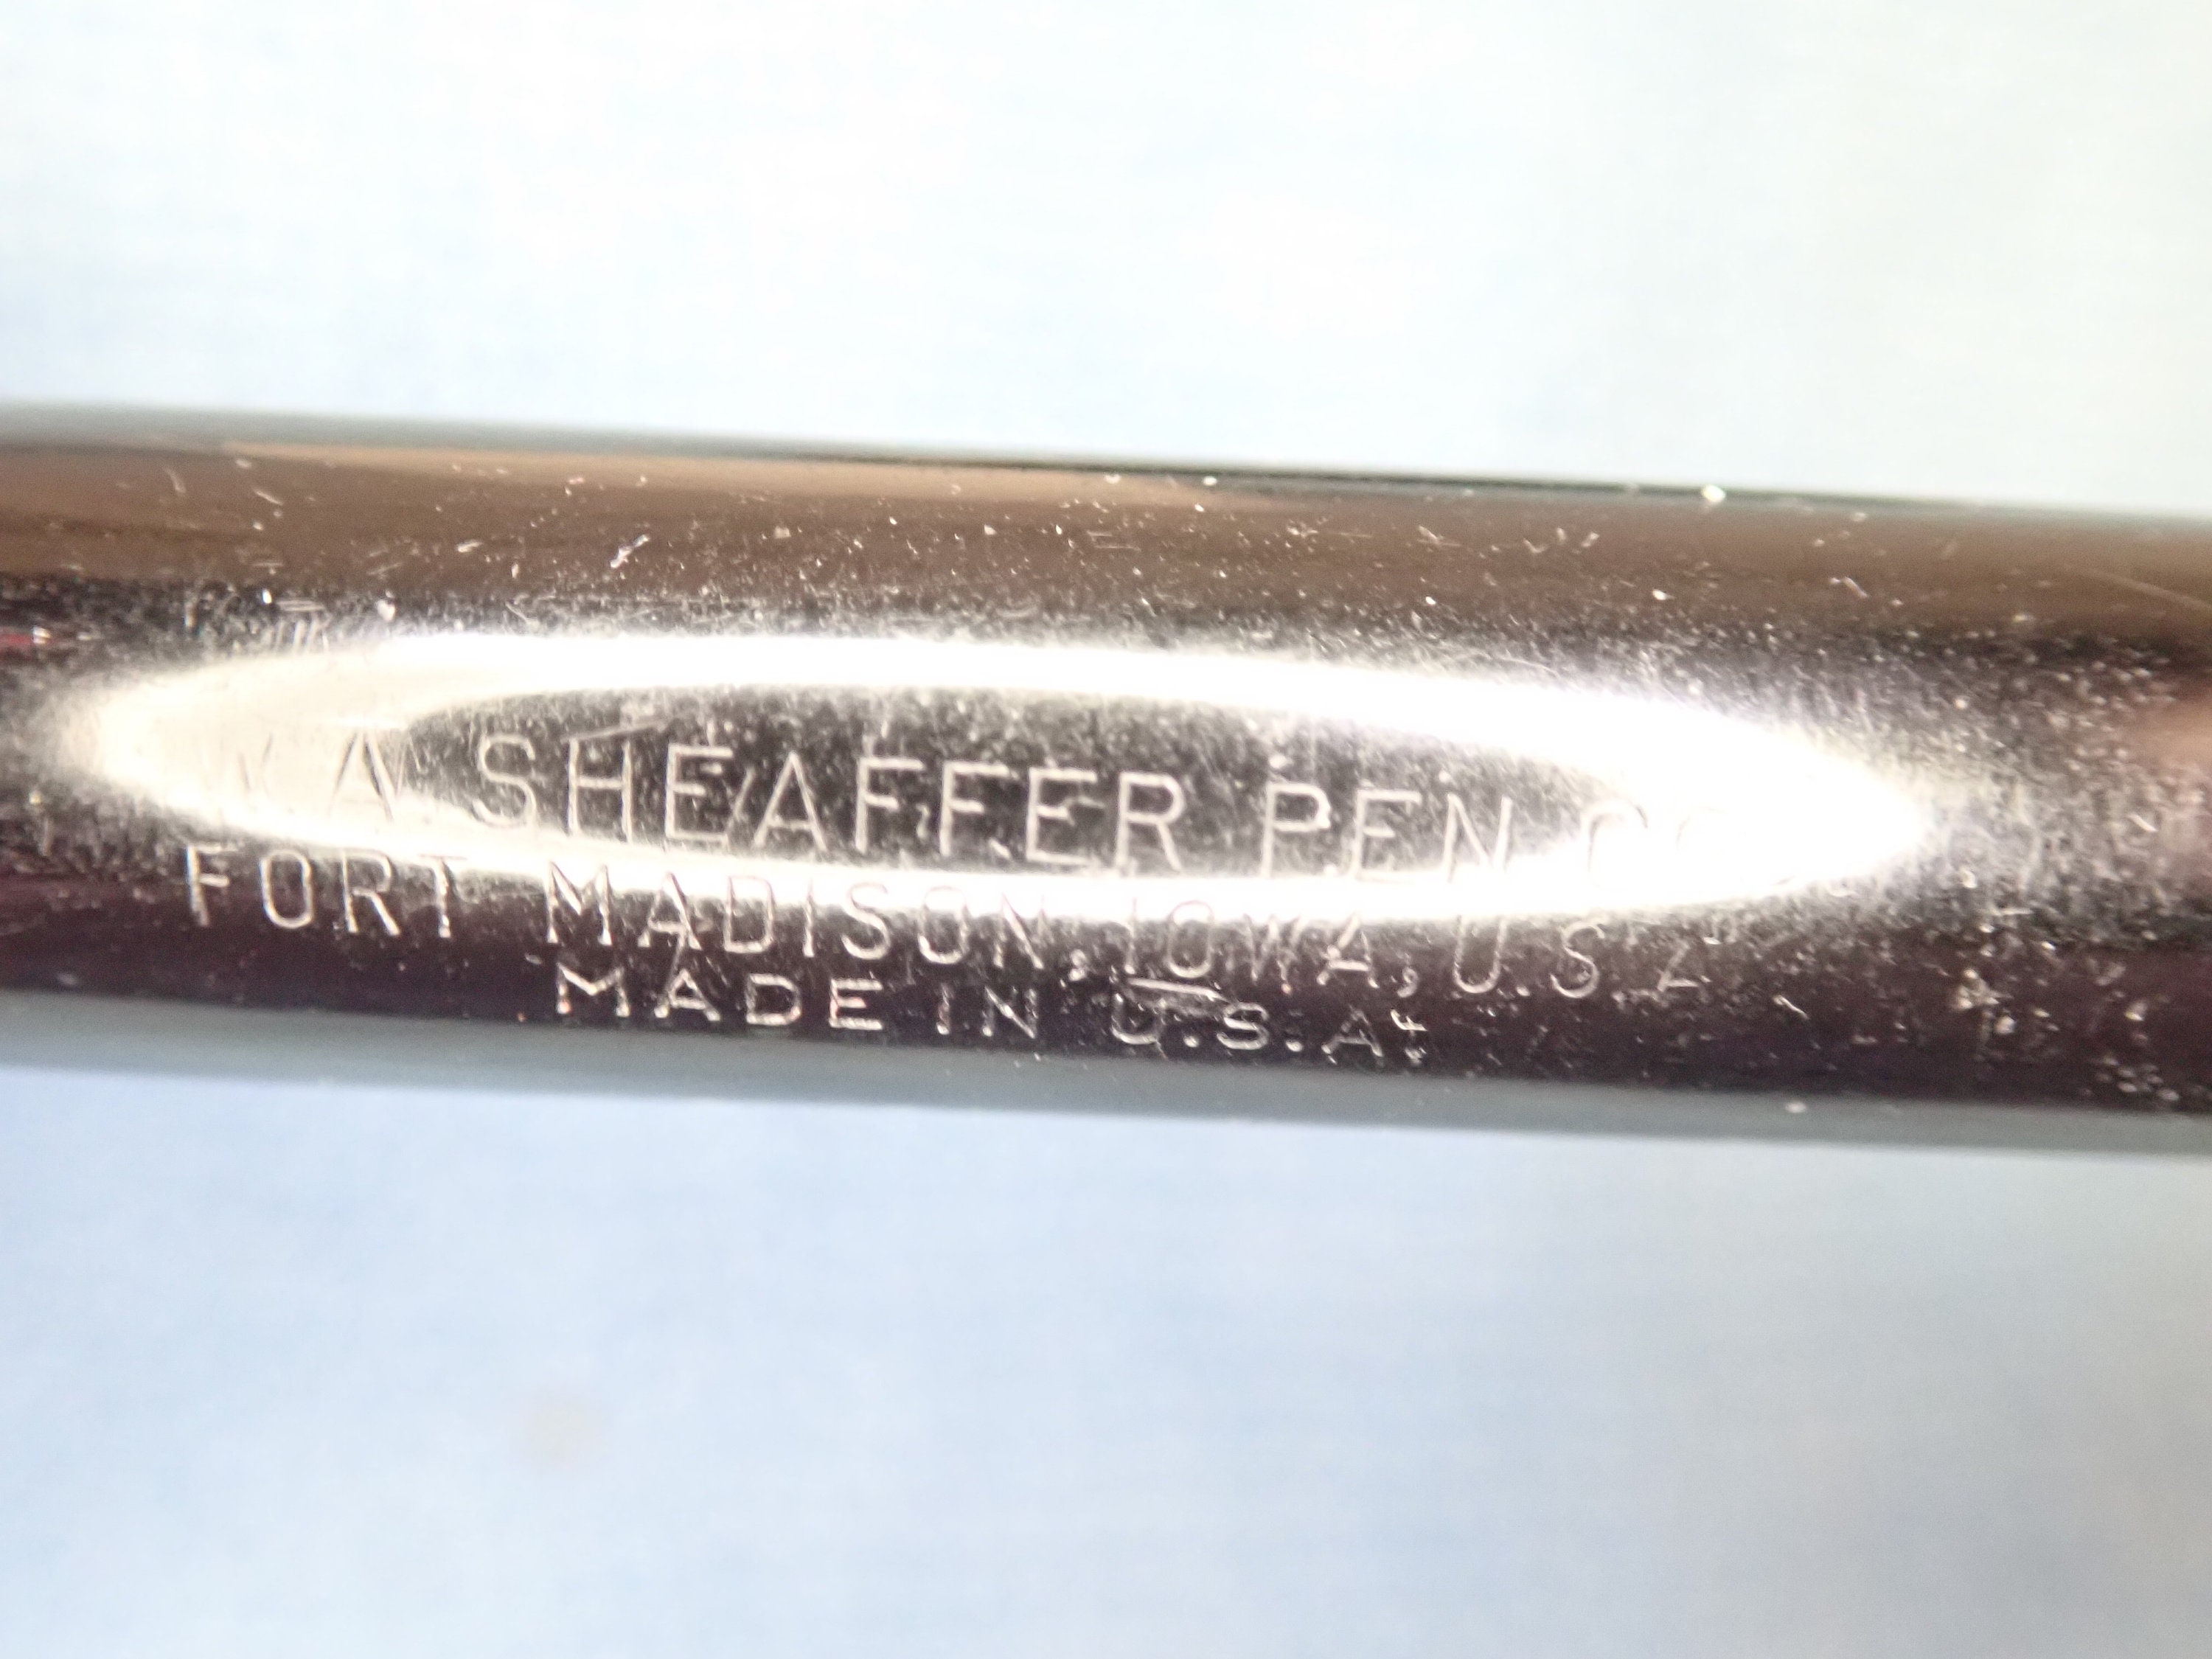 A SHEAFFER PEN CO
FORT MADISON, IOWA, U.S.A
MADE IN U.S.A.